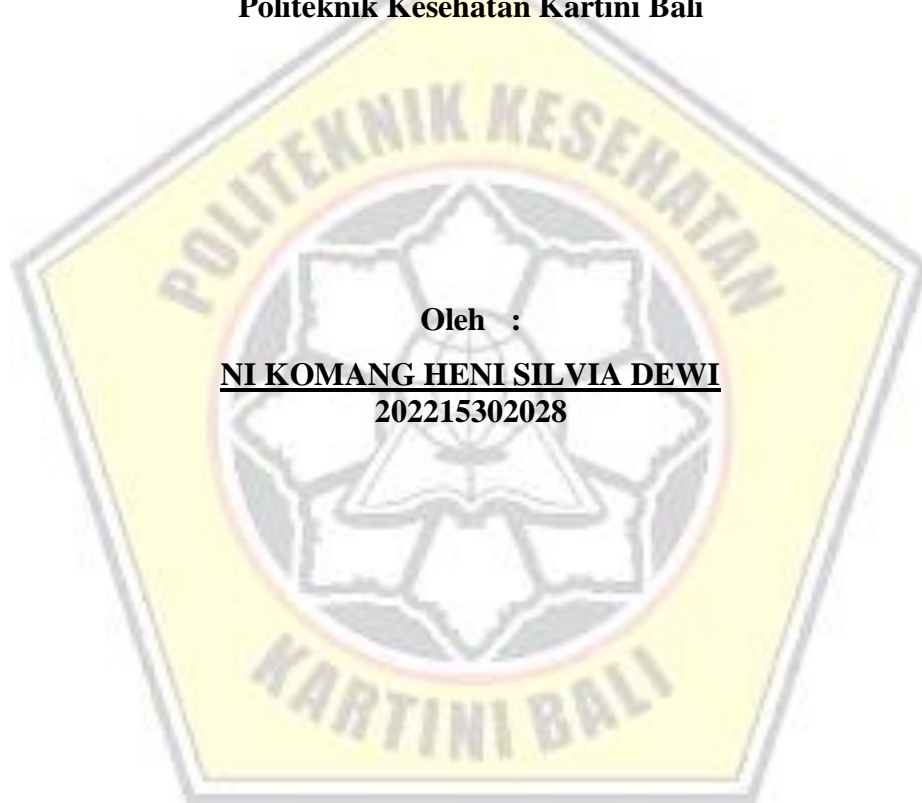 Politeknik Kesehatan Kartini Bali
POLITEKNIK KESEHATAN
Oleh :
NI KOMANG HENI SILVIA DEWI
202215302028
KARTINI BALI